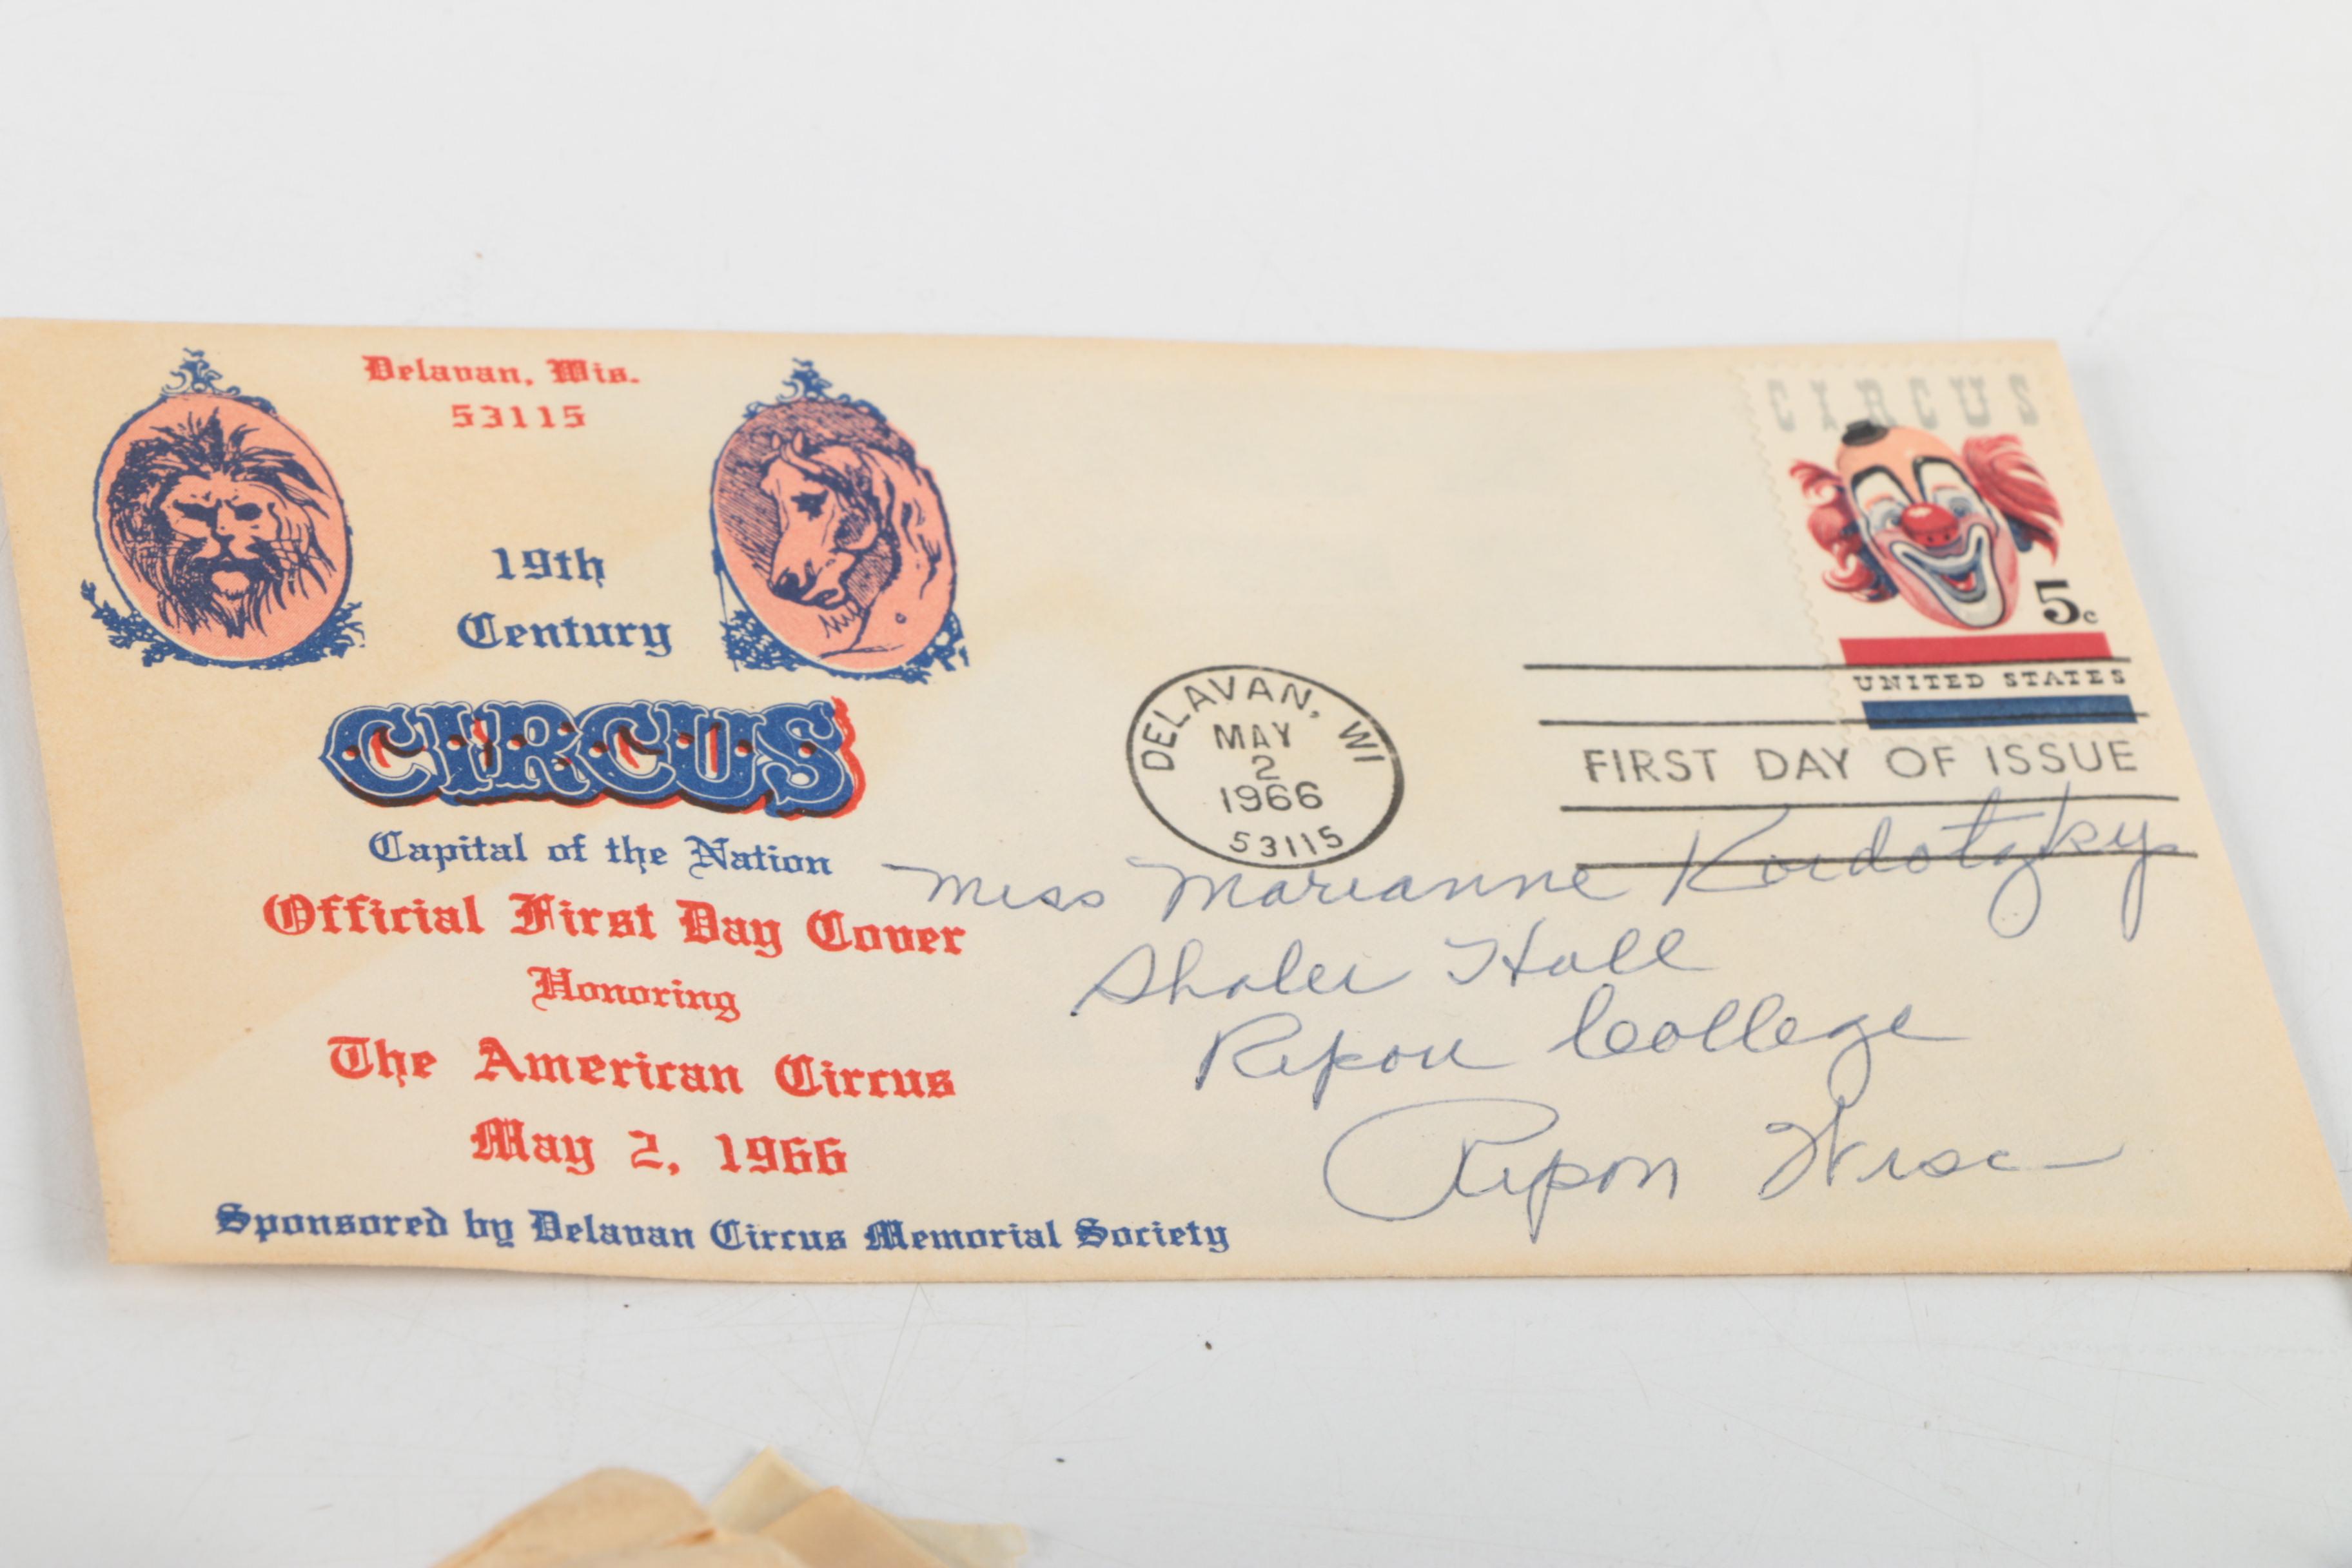 Delavan, Wis.
53115
19th
Century
CIRCUS
Capital of the Nation
Official First Day Cover
Honoring
The American Circus
May 2, 1966
Sponsored by Delavan Circus Memorial Society
CIRCUS
5c
UNITED STATES
DELAVAN, WI
MAY
2
1966
53115
FIRST DAY OF ISSUE
Miss Marianne
Shaler Hall
Ripon College
Ripon Wisc